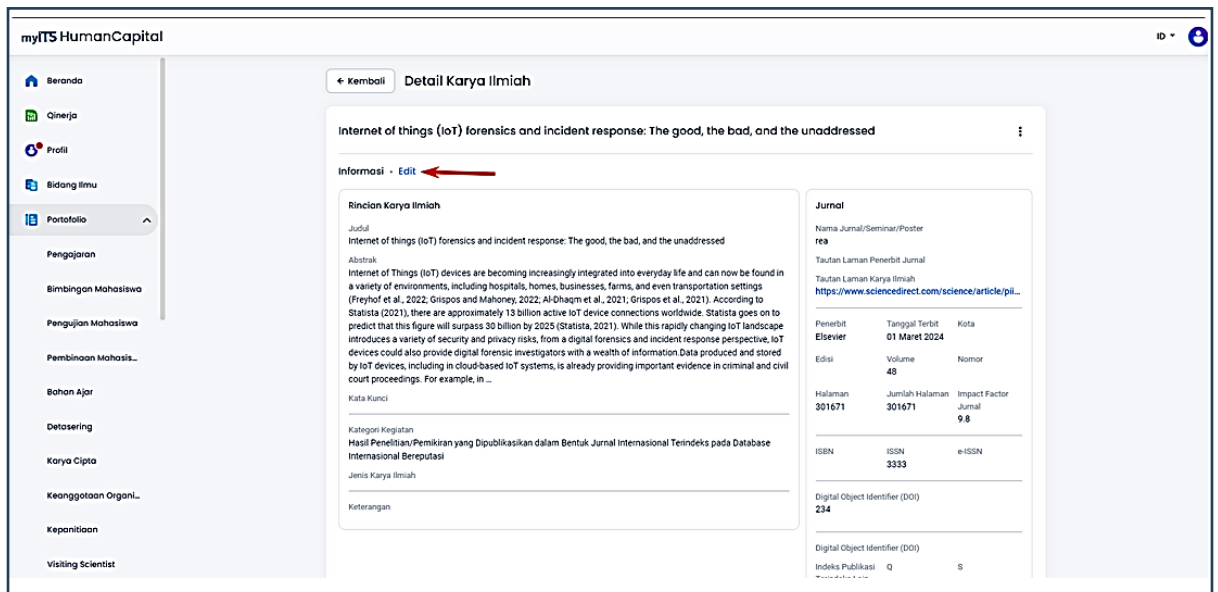 myITS HumanCapital
ID
Beranda
Qinerja
Profil
Bidang Ilmu
Portofolio
Pengajaran
Bimbingan Mahasiswa
Pengujian Mahasiswa
Pembinaan Mahasis...
Bahan Ajar
Detasering
Karya Cipta
Keanggotaan Organi...
Kepanitiaan
Visiting Scientist
← Kembali Detail Karya Ilmiah
Internet of things (IoT) forensics and incident response: The good, the bad, and the unaddressed
Informasi - Edit
Rincian Karya Ilmiah
Judul
Internet of things (IoT) forensics and incident response: The good, the bad, and the unaddressed
Abstrak
Internet of Things (IoT) devices are becoming increasingly integrated into everyday life and can now be found in
a variety of environments, including hospitals, homes, businesses, farms, and even transportation settings
(Freyhof et al., 2022; Grispos and Mahoney, 2022; Al-Dhaqm et al., 2021; Grispos et al., 2021). According to
Statista (2021), there are approximately 13 billion active IoT device connections worldwide. Statista goes on to
predict that this figure will surpass 30 billion by 2025 (Statista, 2021). While this rapidly changing IoT landscape
introduces a variety of security and privacy risks, from a digital forensics and incident response perspective, IoT
devices could also provide digital forensic investigators with a wealth of information.Data produced and stored
by IoT devices, including in cloud-based IoT systems, is already providing important evidence in criminal and civil
court proceedings. For example, in ...
Kata Kunci
Kategori Kegiatan
Hasil Penelitian/Pemikiran yang Dipublikasikan dalam Bentuk Jurnal Internasional Terindeks pada Database
Internasional Bereputasi
Jenis Karya Ilmiah
Keterangan
Jurnal
Nama Jurnal/Seminar/Poster
rea
Tautan Laman Penerbit Jurnal
Tautan Laman Karya Ilmiah
https://www.sciencedirect.com/science/article/pii...
Penerbit Tanggal Terbit Kota
Elsevier 01 Maret 2024
Edisi Volume Nomor
48
Halaman Jumlah Halaman Impact Factor
301671 301671 Jurnal
9.8
ISBN ISSN e-ISSN
3333
Digital Object Identifier (DOI)
234
Digital Object Identifier (DOI)
Indeks Publikasi Q S